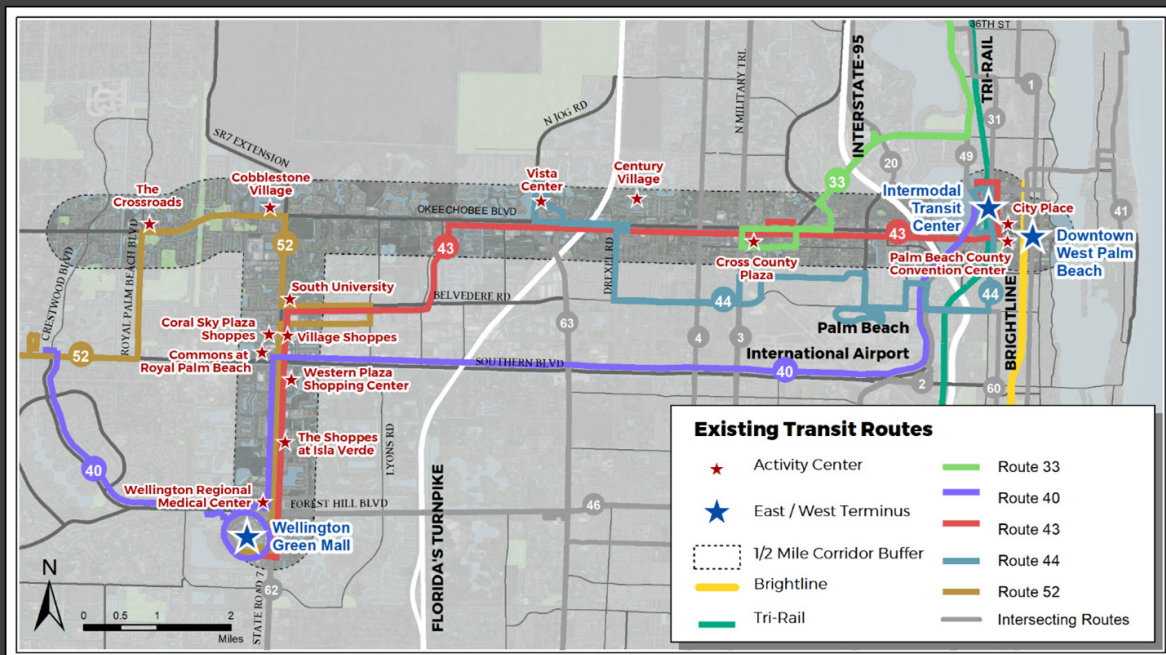 36TH ST
SR7 EXTENSION
N JOG RD
N MILITARY TRL
INTERSTATE-95
TRI-RAIL
1
31
20
49
33
41
The
Crossroads
Cobblestone
Village
Vista
Center
Century
Village
Intermodal
Transit
Center
City Place
OKEECHOBEE BLVD
52
43
43
Cross County
Plaza
Palm Beach County
Convention Center
Downtown
West Palm
Beach
CRESTWOOD BLVD
ROYAL PALM BEACH BLVD
DREXEL RD
South University
BELVEDERE RD
44
44
Coral Sky Plaza
Shoppes
Village Shoppes
63
4
3
Palm Beach
International Airport
BRIGHTLINE
52
Commons at
Royal Palm Beach
SOUTHERN BLVD
40
2
60
Western Plaza
Shopping Center
The Shoppes
at Isla Verde
LYONS RD
FLORIDA'S TURNPIKE
40
Wellington Regional
Medical Center
FOREST HILL BLVD
46
Wellington
Green Mall
62
STATE ROAD 7
N
0 0.5 1 2
Miles
Existing Transit Routes
Activity Center
East / West Terminus
1/2 Mile Corridor Buffer
Brightline
Tri-Rail
Route 33
Route 40
Route 43
Route 44
Route 52
Intersecting Routes